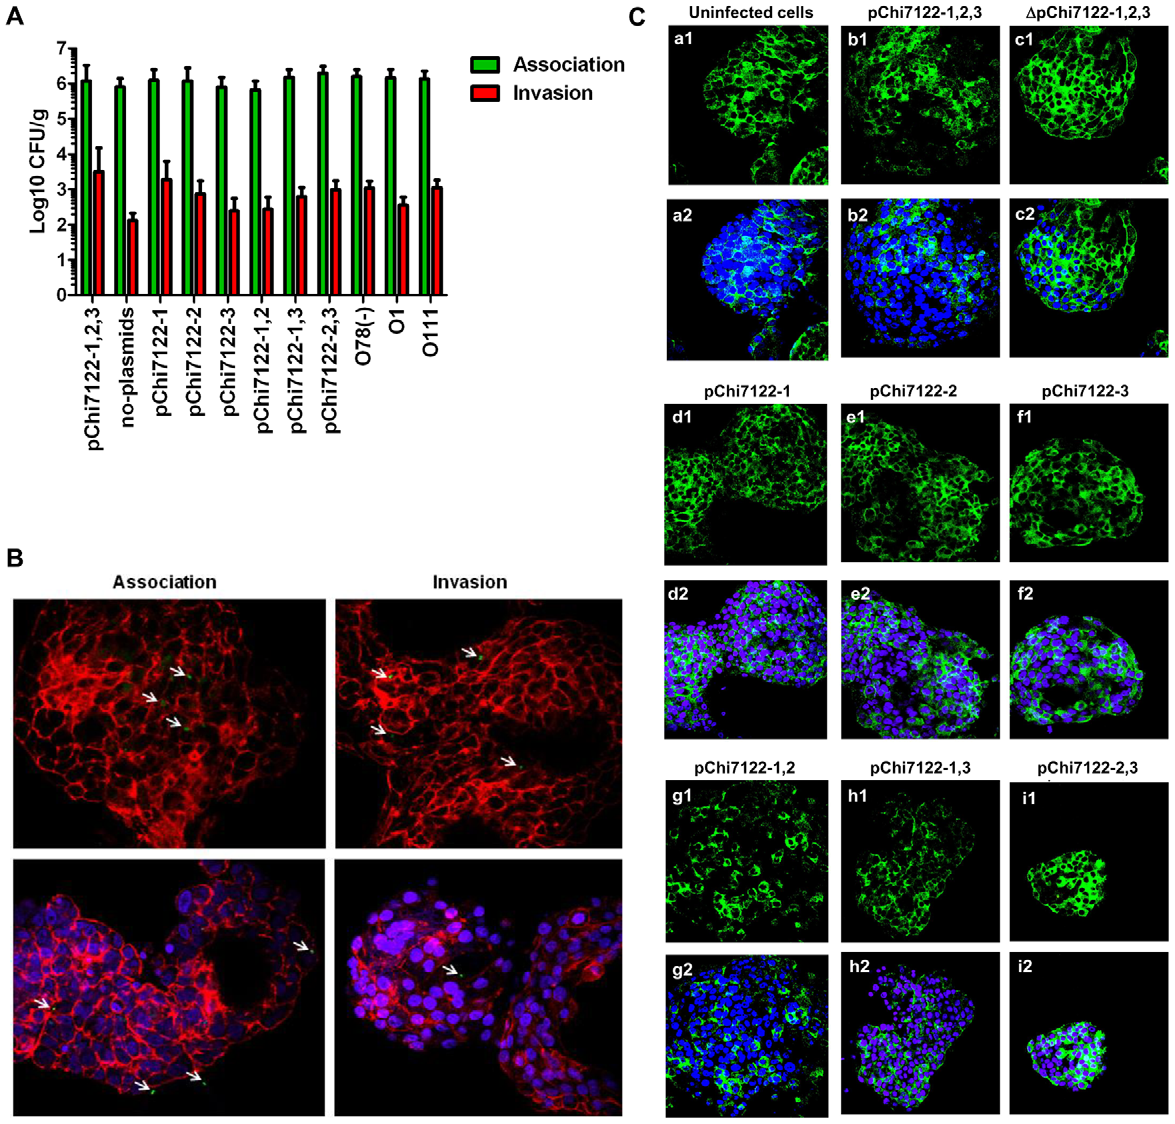 A
7
6
5
4
3
2
1
0
Log10 CFU/g
Association
Invasion
pChi7122-1,2,3
no-plasmids
pChi7122-1
pChi7122-2
pChi7122-3
pChi7122-1,2
pChi7122-1,3
pChi7122-2,3
O78(-)
O1
O111
B
Association Invasion
C
Uninfected cells pChi7122-1,2,3 ΔpChi7122-1,2,3
a1 b1 c1
a2 b2 c2
pChi7122-1 pChi7122-2 pChi7122-3
d1 e1 f1
d2 e2 f2
pChi7122-1,2 pChi7122-1,3 pChi7122-2,3
g1 h1 i1
g2 h2 i2